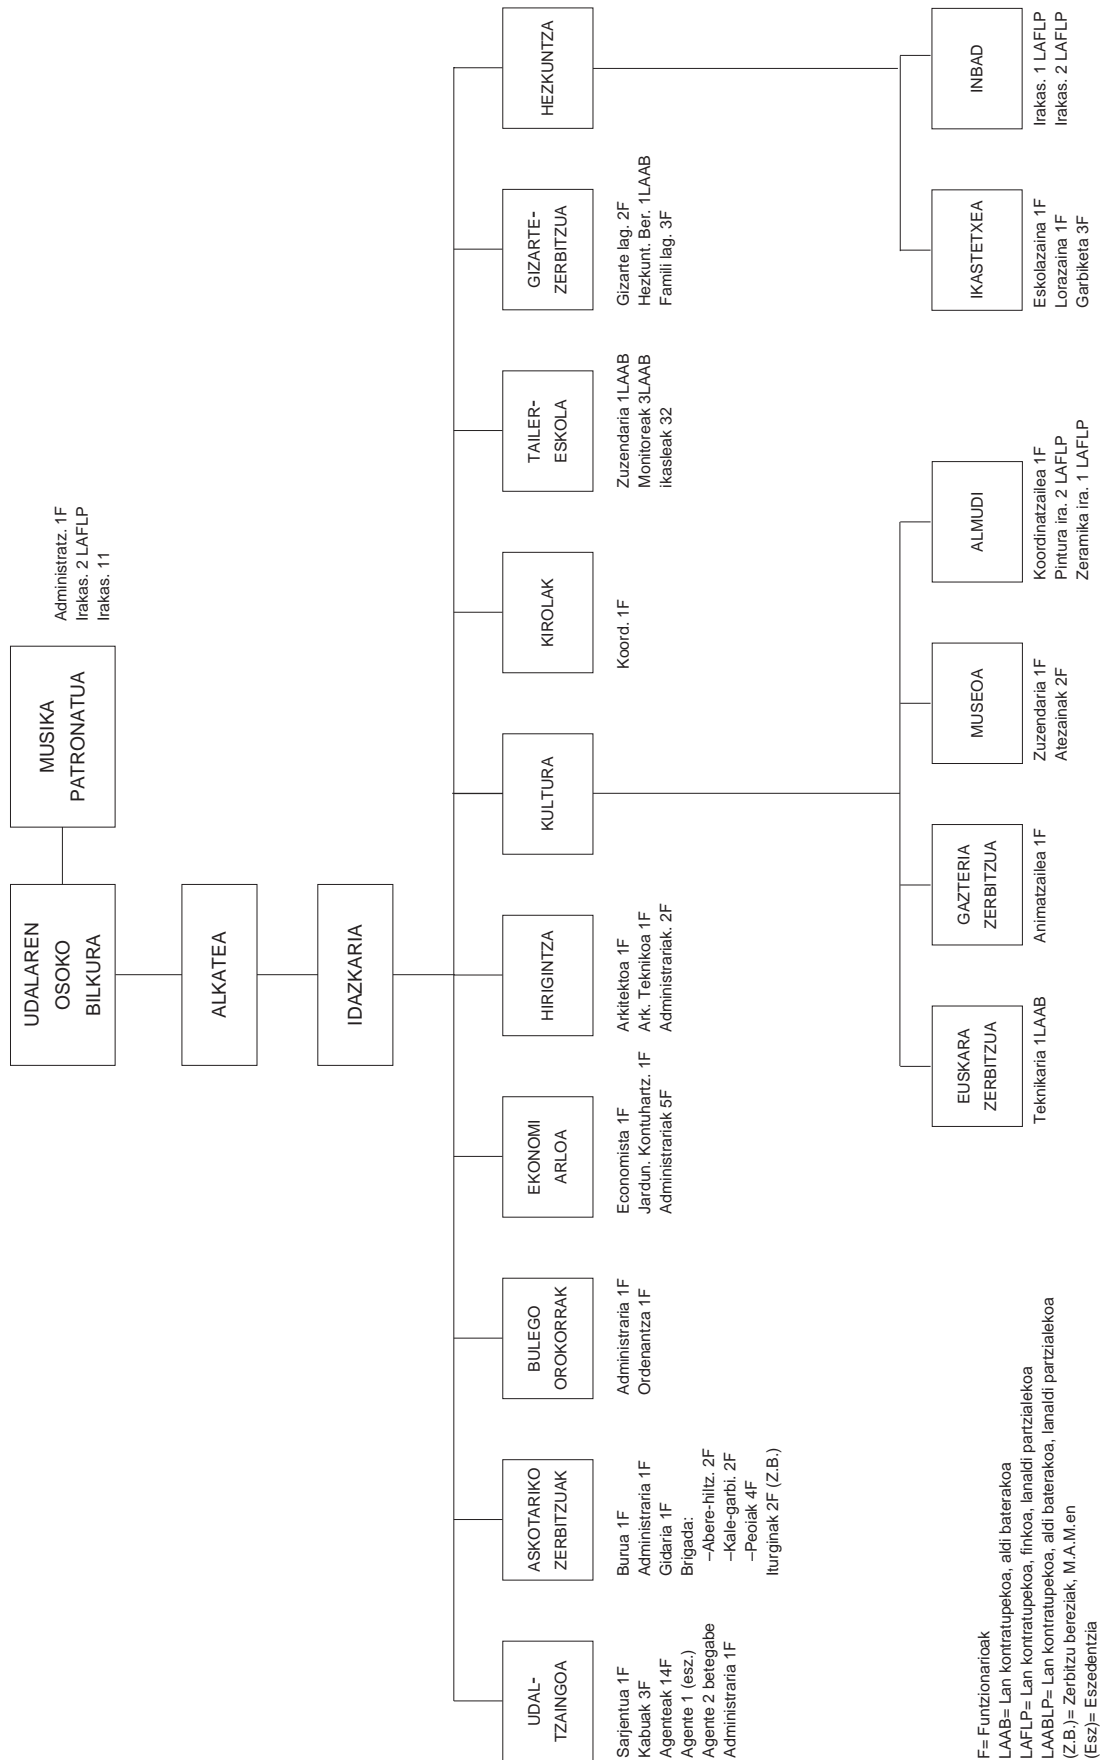 UDALAREN
OSOKO
BILKURA
MUSIKA
PATRONATUA
Administratz. 1F
Irakas. 2 LAFLP
Irakas. 11
ALKATEA
IDAZKARIA
UDAL-
TZAINGOA
Sarjentua 1F
Kabuak 3F
Agenteak 14F
Agente 1 (esz.)
Agente 2 betegabe
Administraria 1F
ASKOTARIKO
ZERBITZUAK
Burua 1F
Administraria 1F
Gidaria 1F
Brigada:
–Abere-hiltz. 2F
–Kale-garbi. 2F
–Peoiak 4F
Iturginak 2F (Z.B.)
BULEGO
OROKORRAK
Administraria 1F
Ordenantza 1F
EKONOMI
ARLOA
Economista 1F
Jardun. Kontuhartz. 1F
Administrariak 5F
HIRIGINTZA
Arkitektoa 1F
Ark. Teknikoa 1F
Administrariak. 2F
KULTURA
KIROLAK
Koord. 1F
TAILER-
ESKOLA
Zuzendaria 1LAAB
Monitoreak 3LAAB
ikasleak 32
GIZARTE-
ZERBITZUA
Gizarte lag. 2F
Hezkunt. Ber. 1LAAB
Famili lag. 3F
HEZKUNTZA
EUSKARA
ZERBITZUA
Teknikaria 1LAAB
GAZTERIA
ZERBITZUA
Animatzailea 1F
MUSEOA
Zuzendaria 1F
Atezainak 2F
ALMUDI
Koordinatzailea 1F
Pintura ira. 2 LAFLP
Zeramika ira. 1 LAFLP
IKASTETXEA
Eskolazaina 1F
Lorazaina 1F
Garbiketa 3F
INBAD
Irakas. 1 LAFLP
Irakas. 2 LAFLP
F= Funtzionarioak
LAAB= Lan kontratupekoa, aldi baterakoa
LAFLP= Lan kontratupekoa, finkoa, lanaldi partzialekoa
LAABLP= Lan kontratupekoa, aldi baterakoa, lanaldi partzialekoa
(Z.B.)= Zerbitzu bereziak, M.A.M.en
(Esz)= Eszedentzia